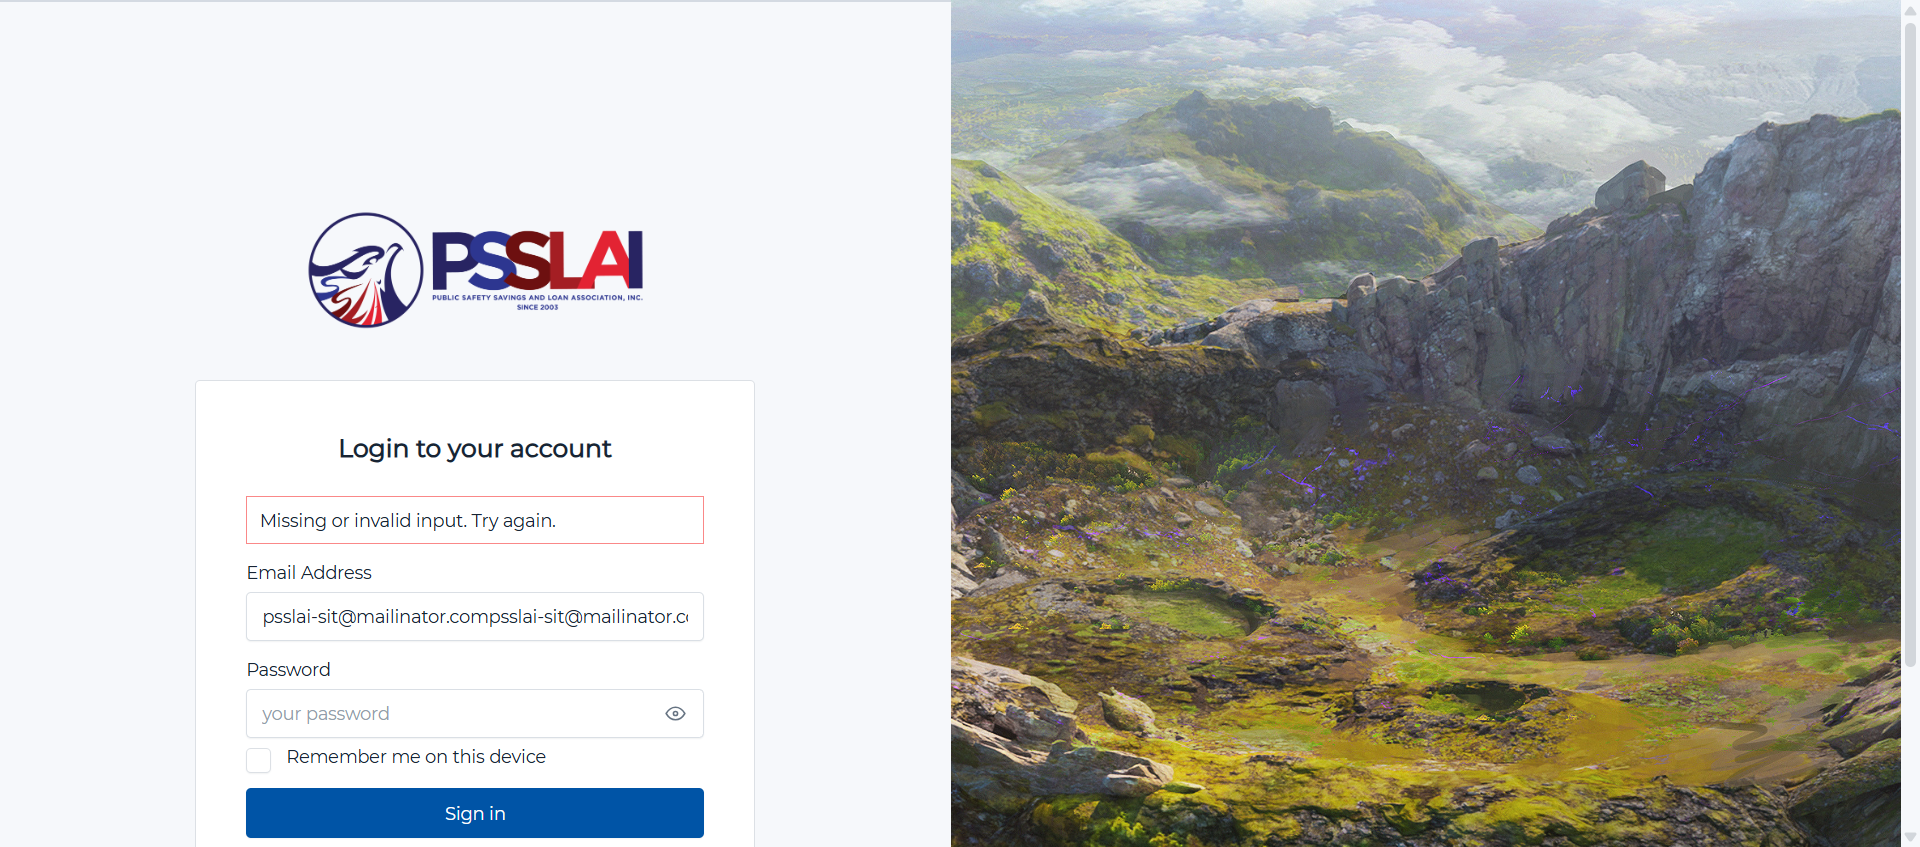 PSSLAI
PUBLIC SAFETY SAVINGS AND LOAN ASSOCIATION, INC.
SINCE 2003
Login to your account
Missing or invalid input. Try again.
Email Address
psslai-sit@mailinator.compsslai-sit@mailinator.co
Password
your password
Remember me on this device
Sign in